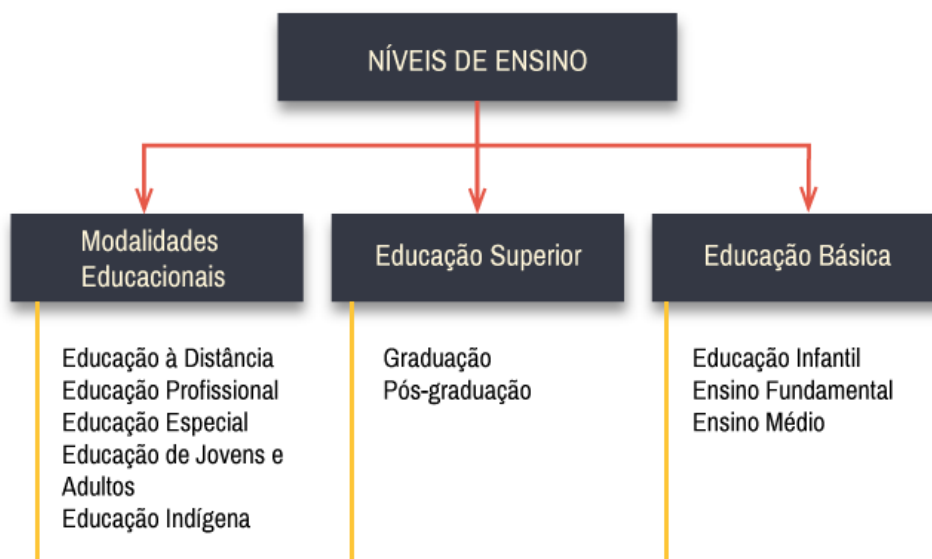 NÍVEIS DE ENSINO
Modalidades
Educacionais
Educação à Distância
Educação Profissional
Educação Especial
Educação de Jovens e
Adultos
Educação Indígena
Educação Superior
Graduação
Pós-graduação
Educação Básica
Educação Infantil
Ensino Fundamental
Ensino Médio